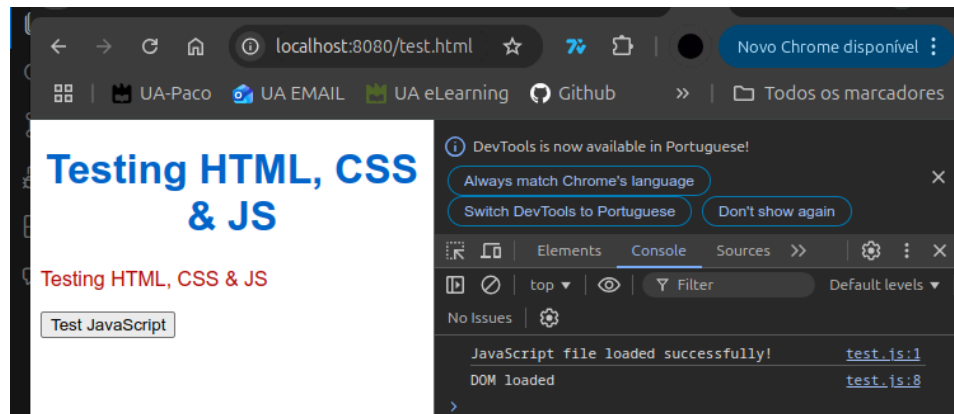 localhost:8080/test.html
Novo Chrome disponível
UA-Paco
UA EMAIL
UA eLearning
Github
»
Todos os marcadores
Testing HTML, CSS
& JS
Testing HTML, CSS & JS
Test JavaScript
DevTools is now available in Portuguese!
Always match Chrome's language
Switch DevTools to Portuguese
Don't show again
Elements
Console
Sources
»
top
Filter
Default levels
No Issues
JavaScript file loaded successfully!
test.js:1
DOM loaded
test.js:8